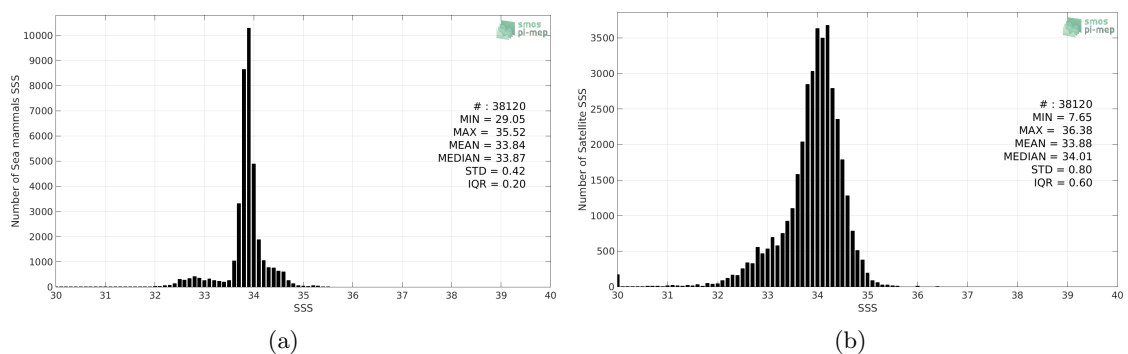 smos
pi-mep
10000
9000
8000
7000
6000
5000
4000
3000
2000
1000
0
Number of Sea mammals SSS
# : 38120
MIN = 29.05
MAX = 35.52
MEAN = 33.84
MEDIAN = 33.87
STD = 0.42
IQR = 0.20
30 31 32 33 34 35 36 37 38 39 40
SSS
(a)
smos
pi-mep
3500
3000
2500
2000
1500
1000
500
0
Number of Satellite SSS
# : 38120
MIN = 7.65
MAX = 36.38
MEAN = 33.88
MEDIAN = 34.01
STD = 0.80
IQR = 0.60
30 31 32 33 34 35 36 37 38 39 40
SSS
(b)